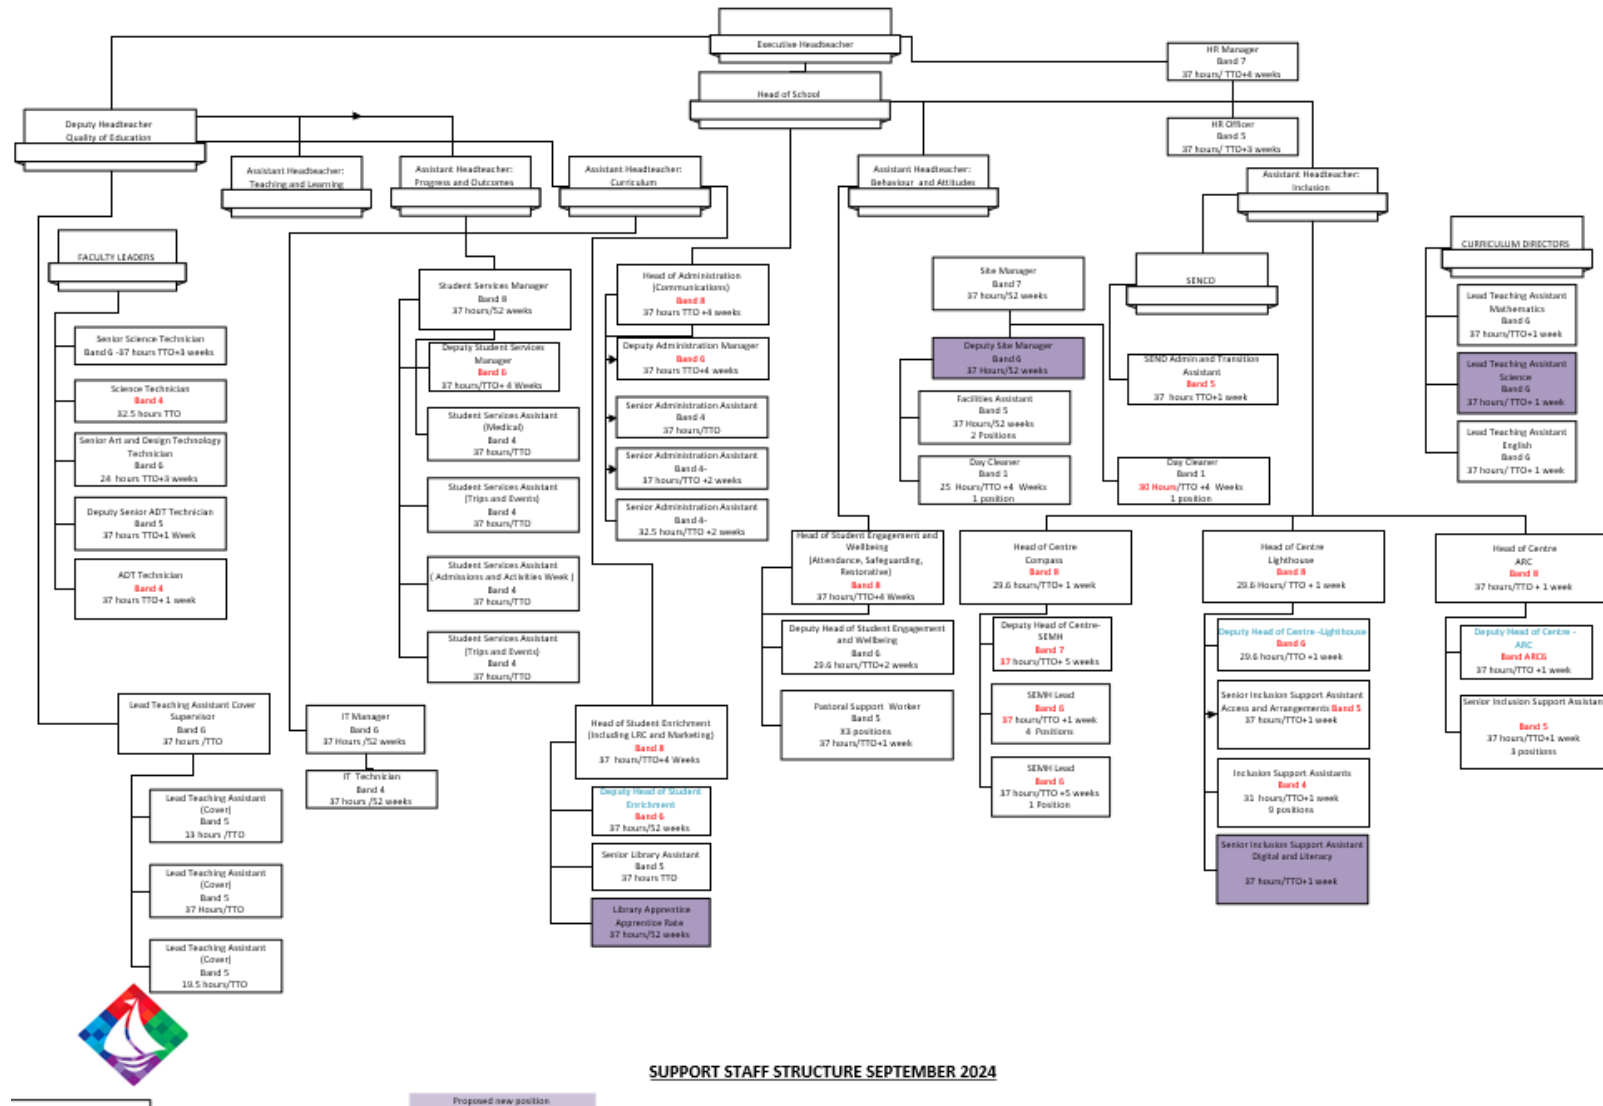 Executive Headteacher
HR Manager
Band 7
37 hours/ TTO+4 weeks
Head of School
HR Officer
Band 5
37 hours/ TTO+3 weeks
Deputy Headteacher
Quality of Education
Assistant Headteacher:
Teaching and Learning
Assistant Headteacher:
Progress and Outcomes
Assistant Headteacher:
Curriculum
Assistant Headteacher:
Behaviour and Attitudes
Assistant Headteacher:
Inclusion
FACULTY LEADERS
Senior Science Technician
Band 6 -37 hours TTO+3 weeks
Science Technician
Band 4
32.5 hours TTO
Senior Art and Design Technology
Technician
Band 6
24 hours TTO+3 weeks
Deputy Senior ADT Technician
Band 5
37 hours TTO+1 Week
ADT Technician
Band 4
37 hours TTO+ 1 week
Lead Teaching Assistant Cover
Supervisor
Band 6
37 hours /TTO
Lead Teaching Assistant
(Cover)
Band 5
13 hours /TTO
Lead Teaching Assistant
(Cover)
Band 5
37 Hours/TTO
Lead Teaching Assistant
(Cover)
Band 5
19.5 hours/TTO
IT Manager
Band 6
37 Hours /52 weeks
IT Technician
Band 4
37 hours /52 weeks
Student Services Manager
Band 8
37 hours/52 weeks
Deputy Student Services
Manager
Band 6
37 hours/TTO+ 4 Weeks
Student Services Assistant
(Medical)
Band 4
37 hours/TTO
Student Services Assistant
(Trips and Events)
Band 4
37 hours/TTO
Student Services Assistant
( Admissions and Activities Week )
Band 4
37 hours/TTO
Student Services Assistant
(Trips and Events)
Band 4
37 hours/TTO
Head of Administration
(Communications)
Band 8
37 hours TTO +4 weeks
Deputy Administration Manager
Band 6
37 hours TTO+4 weeks
Senior Administration Assistant
Band 4
37 hours/TTO
Senior Administration Assistant
Band 4-
37 hours/TTO +2 weeks
Senior Administration Assistant
Band 4-
32.5 hours/TTO +2 weeks
Head of Student Enrichment
(Including LRC and Marketing)
Band 8
37 hours/TTO+4 Weeks
Deputy Head of Student
Enrichment
Band 6
37 hours/52 weeks
Senior Library Assistant
Band 5
37 hours TTO
Library Apprentice
Apprentice Rate
37 hours/52 weeks
Head of Student Engagement and
Wellbeing
(Attendance, Safeguarding,
Restorative)
Band 8
37 hours/TTO+4 Weeks
Deputy Head of Student Engagement
and Wellbeing
Band 6
29.6 hours/TTO+2 weeks
Pastoral Support Worker
Band 5
X3 positions
37 hours/TTO+1 week
Site Manager
Band 7
37 hours/52 weeks
Deputy Site Manager
Band 6
37 Hours/52 weeks
Facilities Assistant
Band 5
37 Hours/52 weeks
2 Positions
Day Cleaner
Band 1
25 Hours/TTO +4 Weeks
1 position
Day Cleaner
Band 1
30 Hours/TTO +4 Weeks
1 position
SENCO
SEND Admin and Transition
Assistant
Band 5
37 hours TTO+1 week
Head of Centre
Compass
Band 8
29.6 hours/TTO+ 1 week
Deputy Head of Centre-
SEMH
Band 7
37 hours/TTO+ 5 weeks
SEMH Lead
Band 6
37 hours/TTO +1 week
4 Positions
SEMH Lead
Band 6
37 hours/TTO +5 weeks
1 Position
Head of Centre
Lighthouse
Band 8
29.6 Hours/ TTO + 1 week
Deputy Head of Centre -Lighthouse
Band 6
29.6 hours/TTO +1 week
Senior Inclusion Support Assistant
Access and Arrangements Band 5
37 hours/TTO+1 week
Inclusion Support Assistants
Band 4
31 hours/TTO+1 week
9 positions
Senior Inclusion Support Assistant
Digital and Literacy
37 hours/TTO+1 week
Head of Centre
ARC
Band 8
37 hours/TTO + 1 week
Deputy Head of Centre -
ARC
Band ARC6
37 hours/TTO +1 week
Senior Inclusion Support Assistan
Band 5
37 hours/TTO+1 week
3 positions
CURRICULUM DIRECTORS
Lead Teaching Assistant
Mathematics
Band 6
37 hours/TTO+1 week
Lead Teaching Assistant
Science
Band 6
37 hours/ TTO+ 1 week
Lead Teaching Assistant
English
Band 6
37 hours/TTO+ 1 week
SUPPORT STAFF STRUCTURE SEPTEMBER 2024
Proposed new position